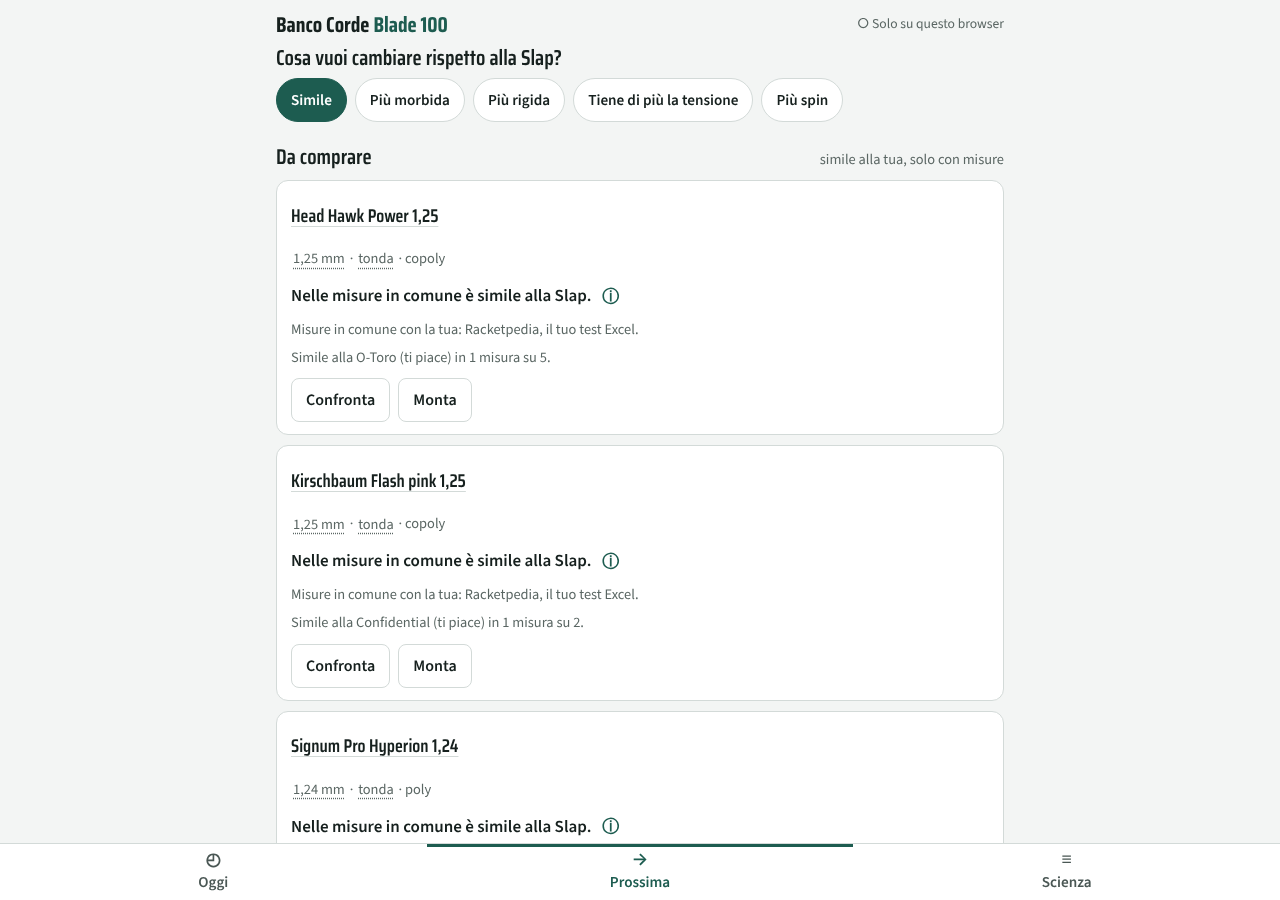 Banco Corde Blade 100
Solo su questo browser
Cosa vuoi cambiare rispetto alla Slap?
Simile
Più morbida
Più rigida
Tiene di più la tensione
Più spin
Da comprare
simile alla tua, solo con misure
Head Hawk Power 1,25
1,25 mm · tonda · copoly
Nelle misure in comune è simile alla Slap. ⓘ
Misure in comune con la tua: Racketpedia, il tuo test Excel.
Simile alla O-Toro (ti piace) in 1 misura su 5.
Confronta
Monta
Kirschbaum Flash pink 1,25
1,25 mm · tonda · copoly
Nelle misure in comune è simile alla Slap. ⓘ
Misure in comune con la tua: Racketpedia, il tuo test Excel.
Simile alla Confidential (ti piace) in 1 misura su 2.
Confronta
Monta
Signum Pro Hyperion 1,24
1,24 mm · tonda · poly
Nelle misure in comune è simile alla Slap. ⓘ
Oggi
Prossima
Scienza